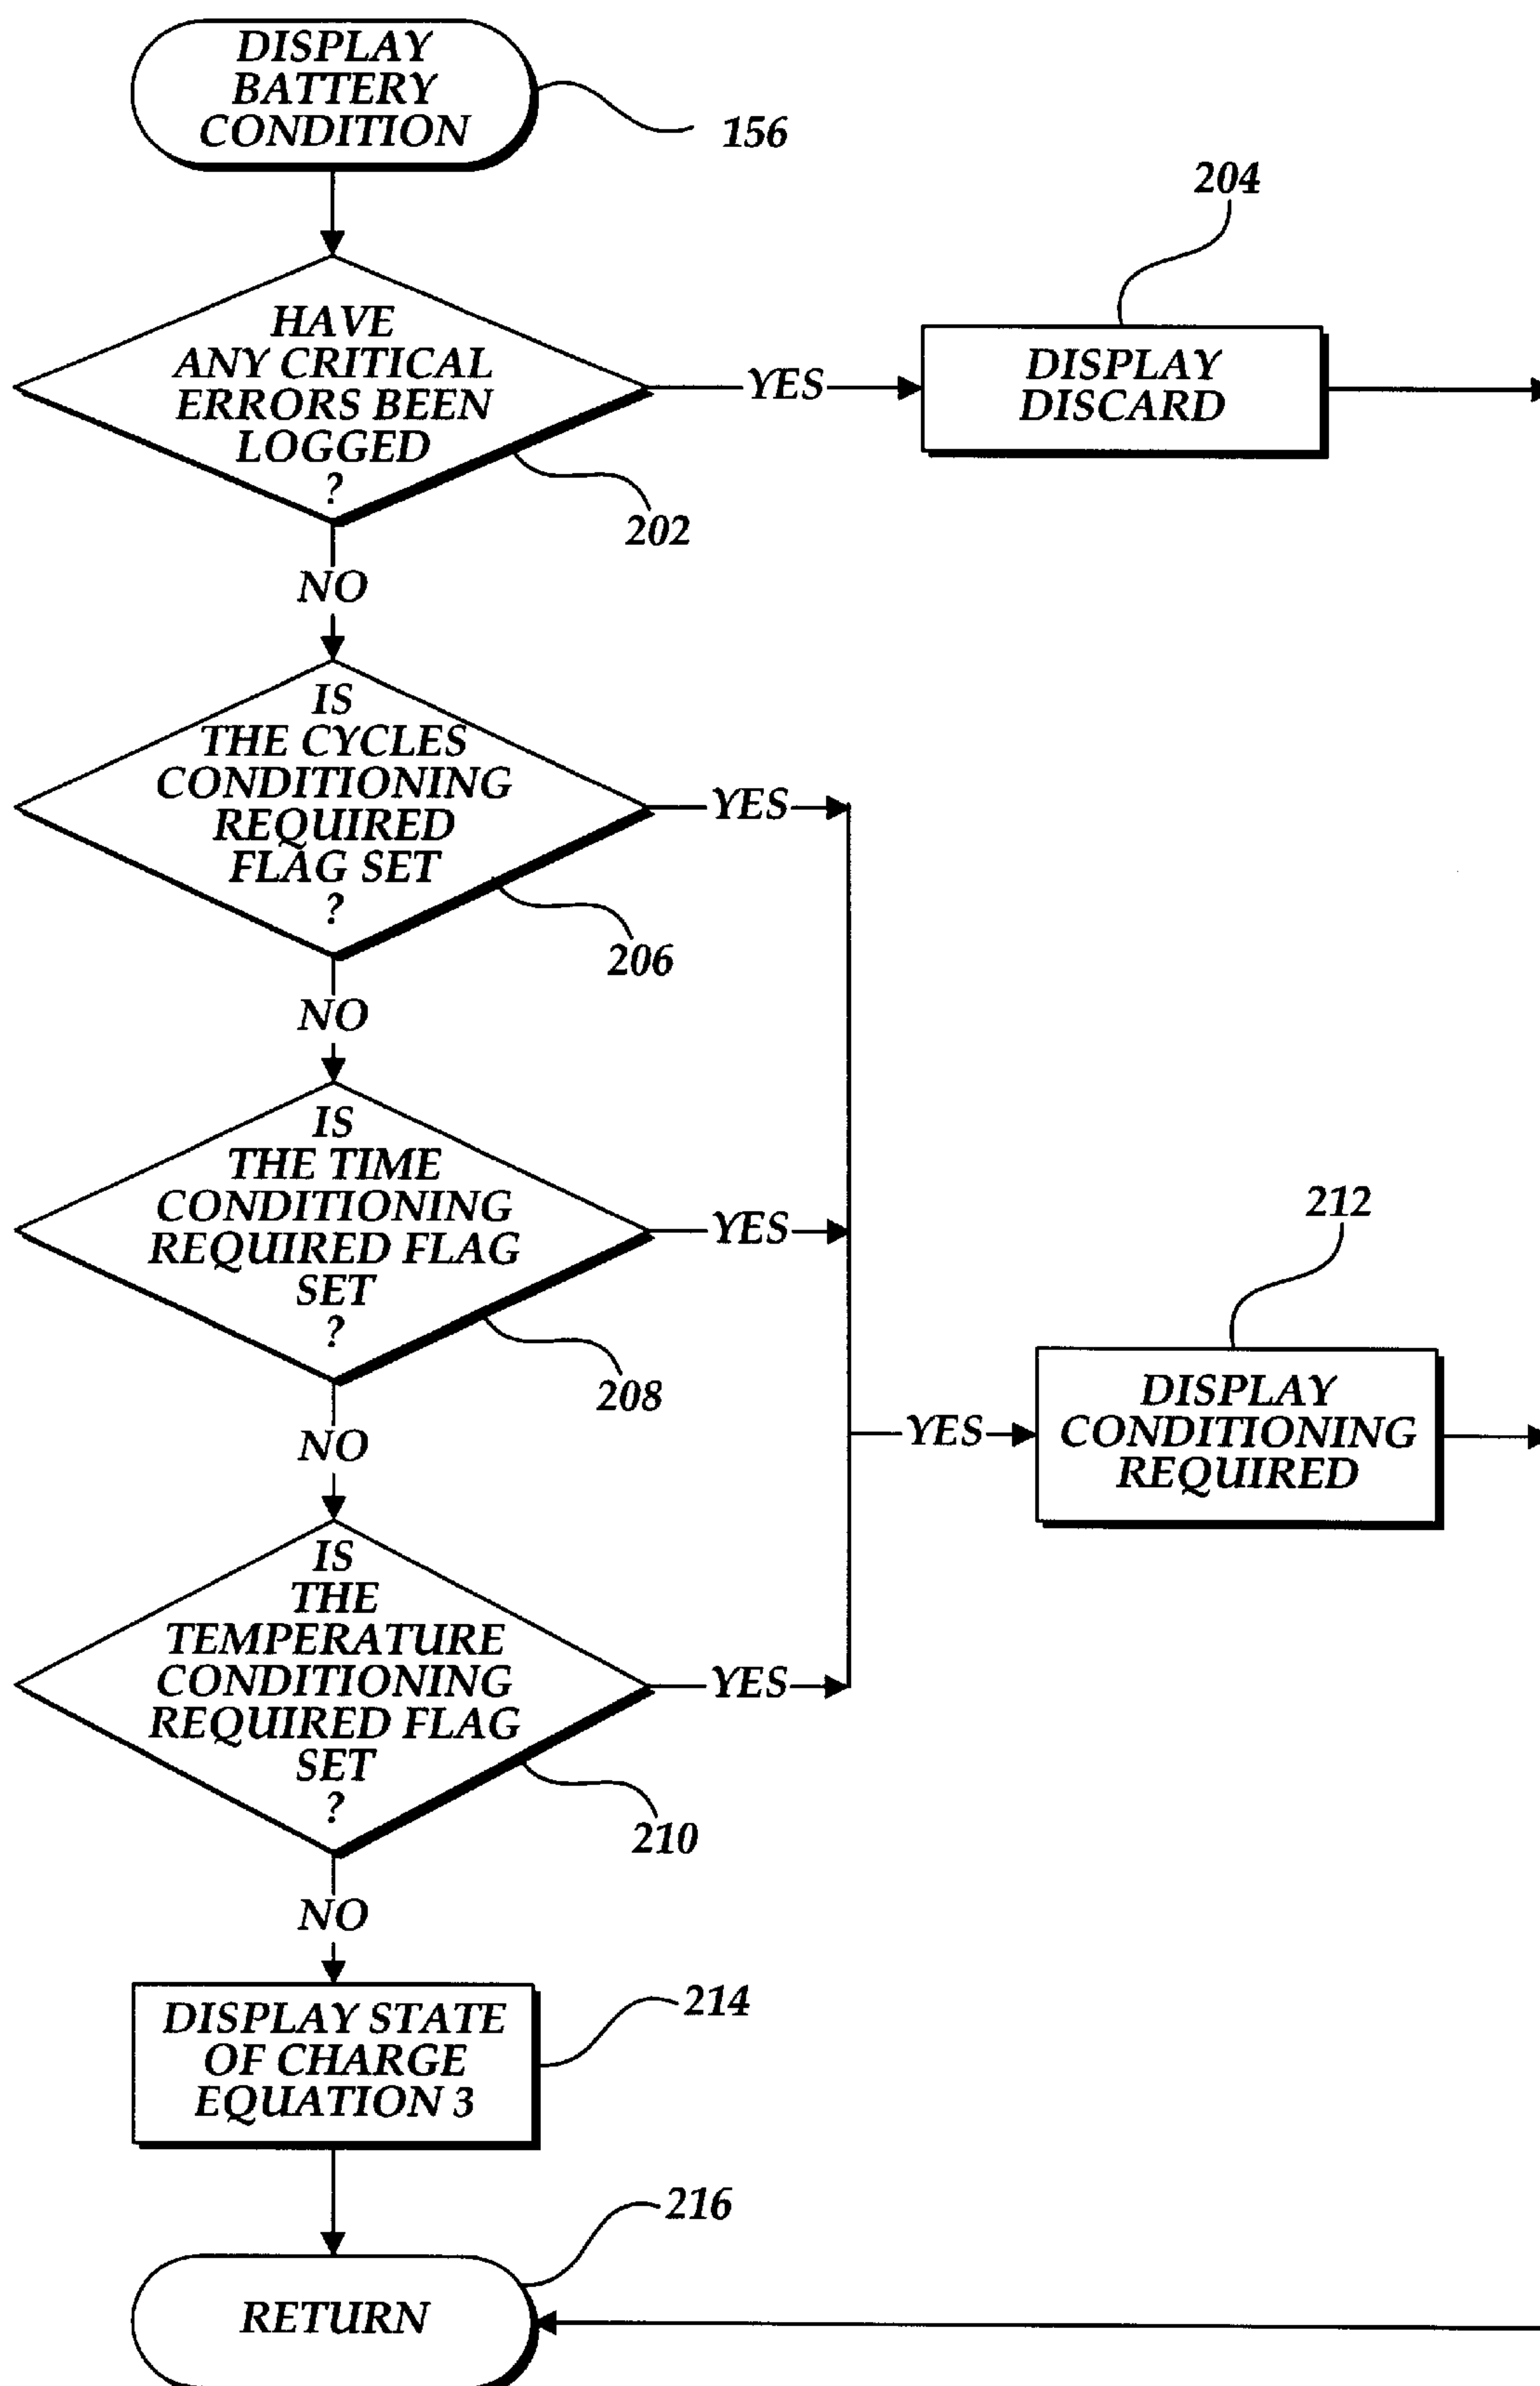 DISPLAY
BATTERY
CONDITION
156
204
HAVE
ANY CRITICAL
ERRORS BEEN
LOGGED
?
YES
DISPLAY
DISCARD
202
NO
IS
THE CYCLES
CONDITIONING
REQUIRED
FLAG SET
?
YES
206
NO
IS
THE TIME
CONDITIONING
REQUIRED FLAG
SET
?
YES
208
212
YES
DISPLAY
CONDITIONING
REQUIRED
NO
IS
THE
TEMPERATURE
CONDITIONING
REQUIRED FLAG
SET
?
YES
210
NO
DISPLAY STATE
OF CHARGE
EQUATION 3
214
216
RETURN